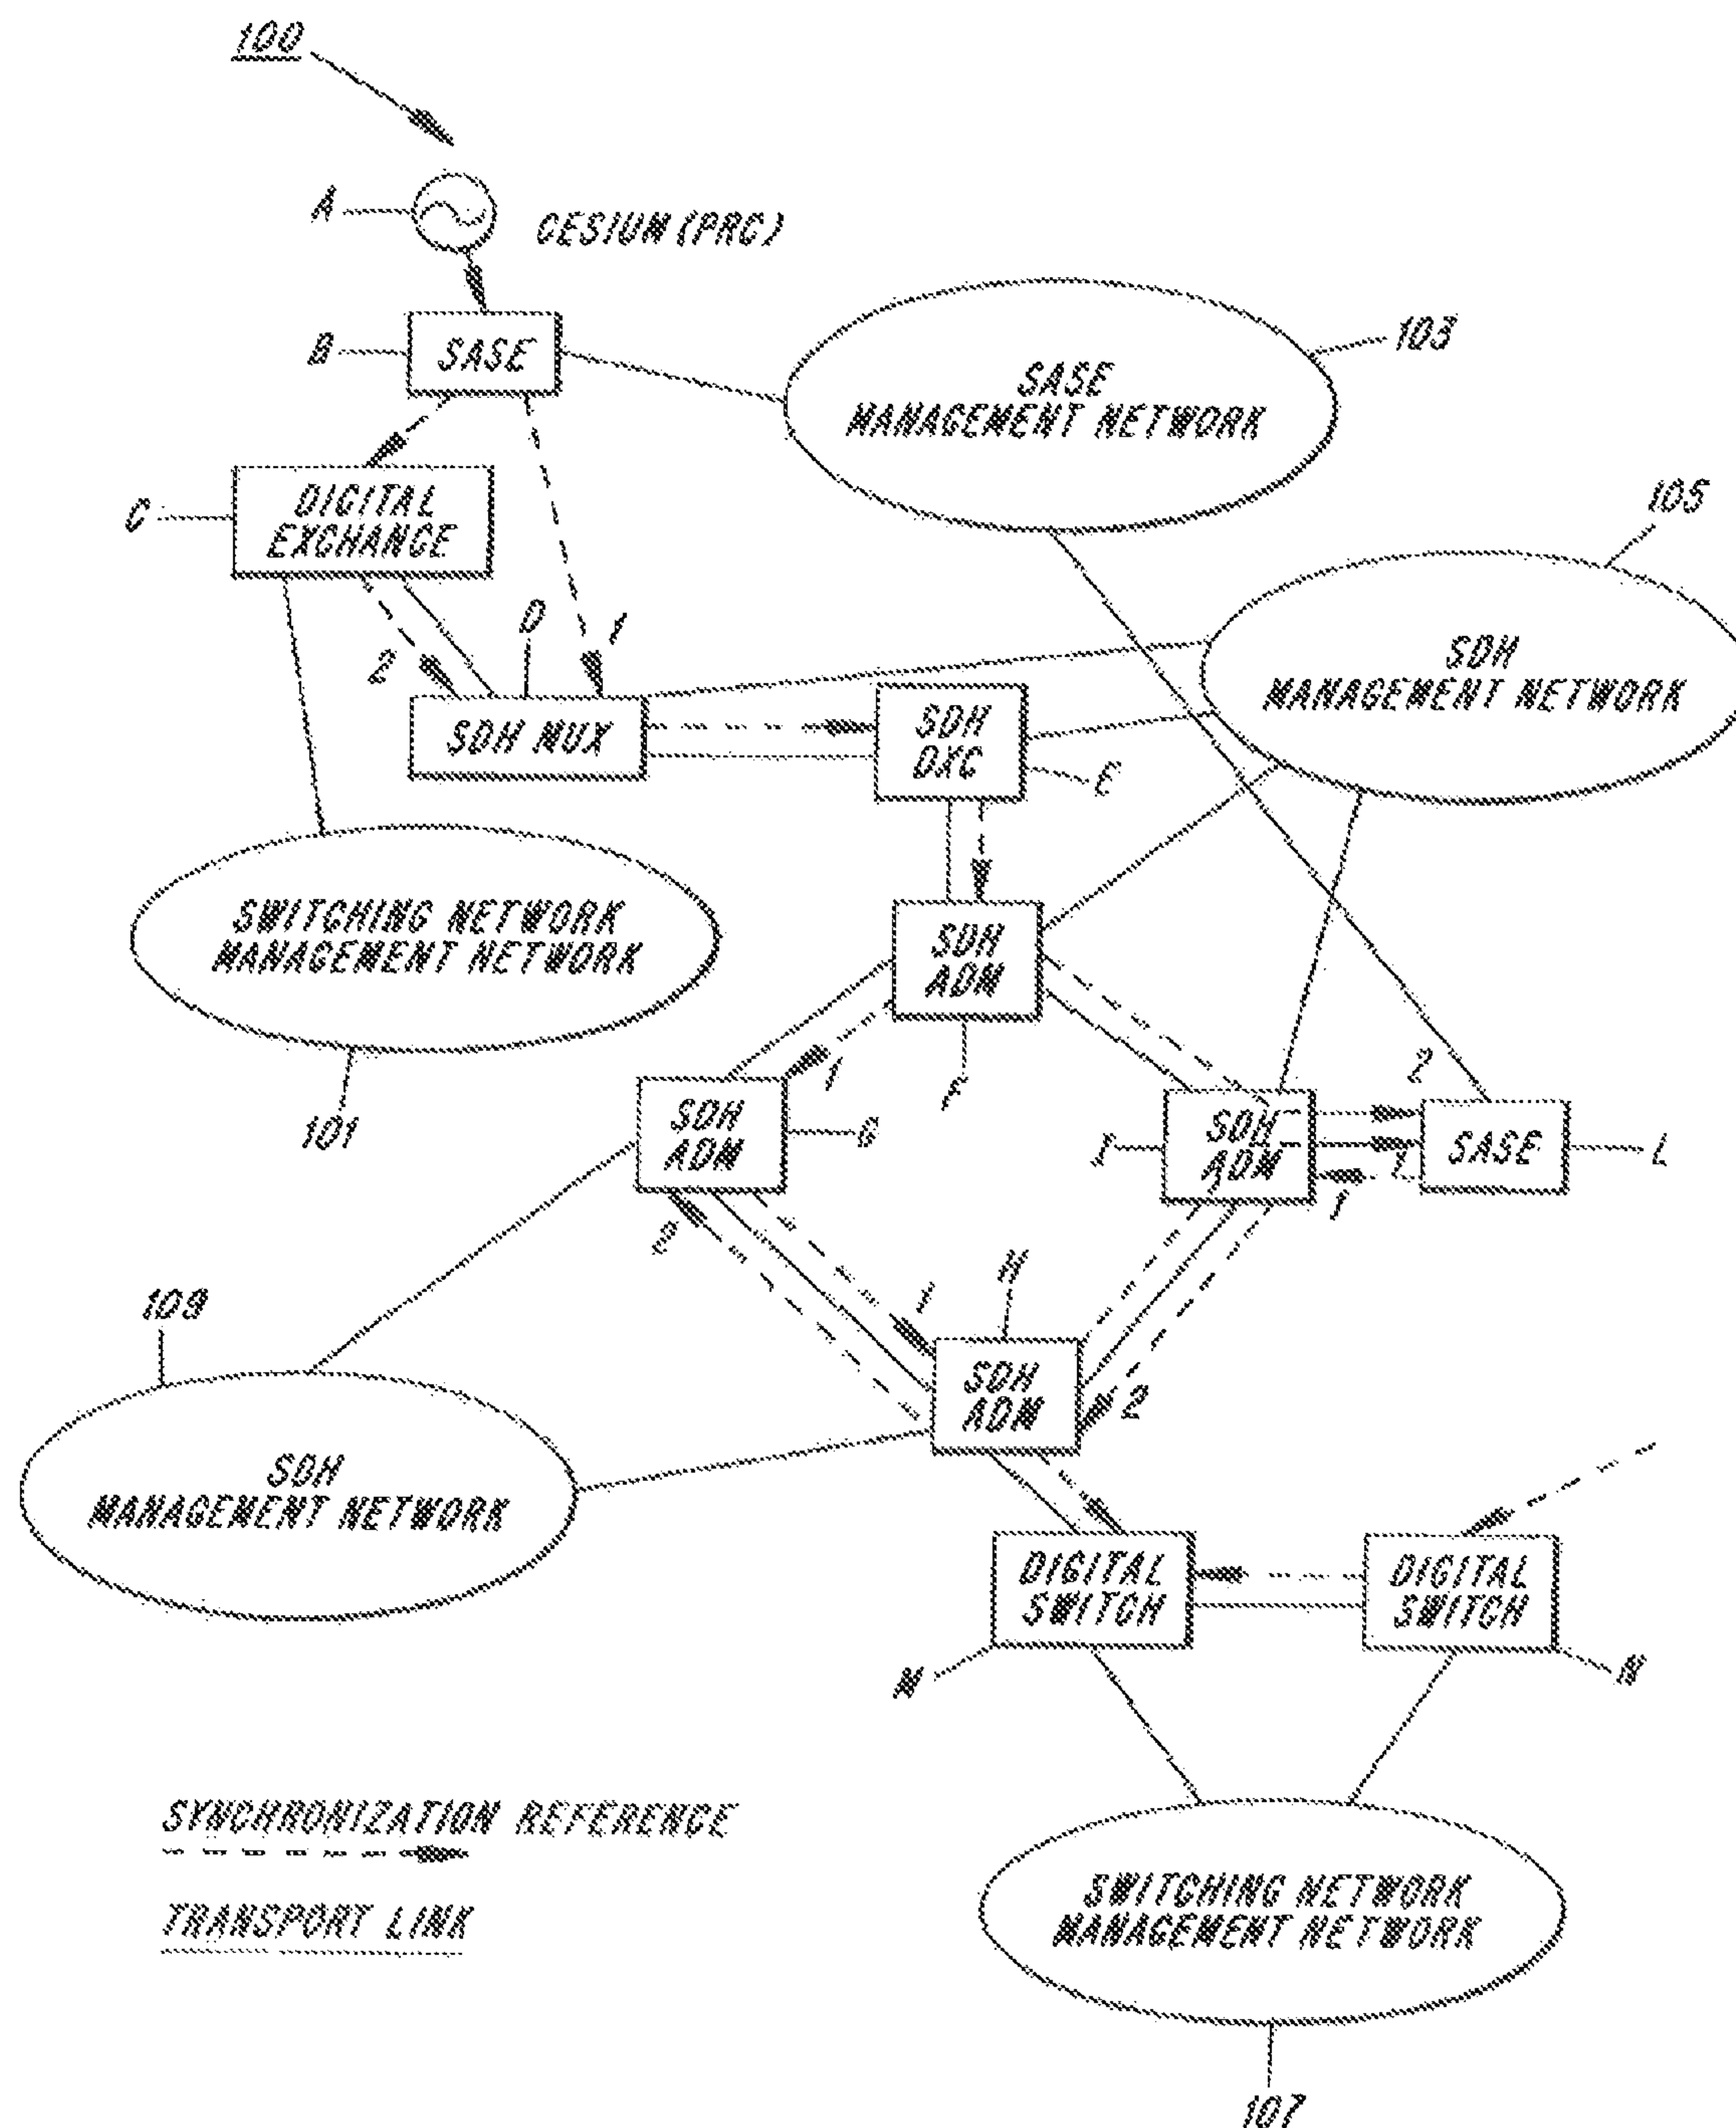 100
A
CESIUM (PRC)
B
SASE
103
SASE
MANAGEMENT NETWORK
105
C
DIGITAL
EXCHANGE
D
1
2
SDH
MANAGEMENT NETWORK
SDH MUX
SDH
DXC
E
SWITCHING NETWORK
MANAGEMENT NETWORK
SDH
ADM
101
1
F
2
SDH
ADM
G
I
SDH
ADM
1
SASE
L
2
1
H
1
109
SDH
ADM
2
SDH
MANAGEMENT NETWORK
DIGITAL
SWITCH
DIGITAL
SWITCH
M
N
SYNCHRONIZATION REFERENCE
TRANSPORT LINK
SWITCHING NETWORK
MANAGEMENT NETWORK
107